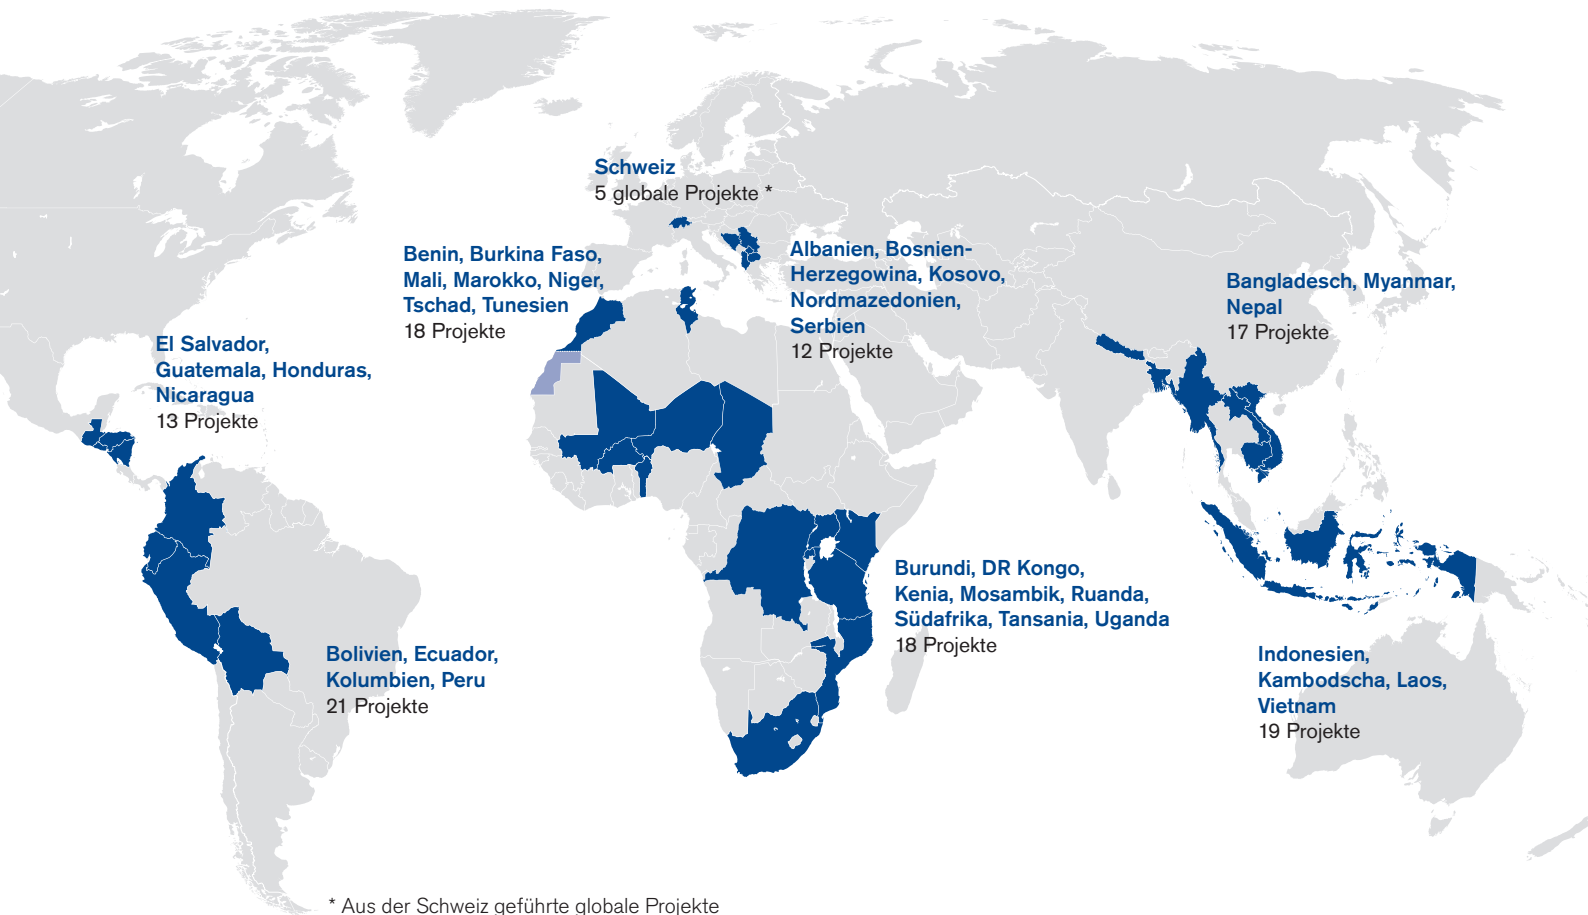 Schweiz
5 globale Projekte *
Benin, Burkina Faso,
Mali, Marokko, Niger,
Tschad, Tunesien
18 Projekte
Albanien, Bosnien-
Herzegowina, Kosovo,
Nordmazedonien,
Serbien
12 Projekte
Bangladesch, Myanmar,
Nepal
17 Projekte
El Salvador,
Guatemala, Honduras,
Nicaragua
13 Projekte
Burundi, DR Kongo,
Kenia, Mosambik, Ruanda,
Südafrika, Tansania, Uganda
18 Projekte
Bolivien, Ecuador,
Kolumbien, Peru
21 Projekte
Indonesien,
Kambodscha, Laos,
Vietnam
19 Projekte
* Aus der Schweiz geführte globale Projekte